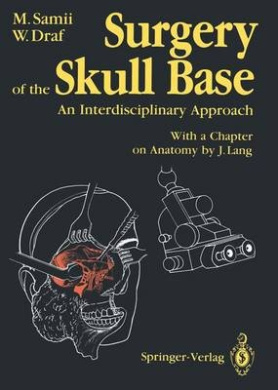 M. Samii
W. Draf
Surgery
of the Skull Base
An Interdisciplinary Approach
With a Chapter
on Anatomy by J. Lang
Springer-Verlag